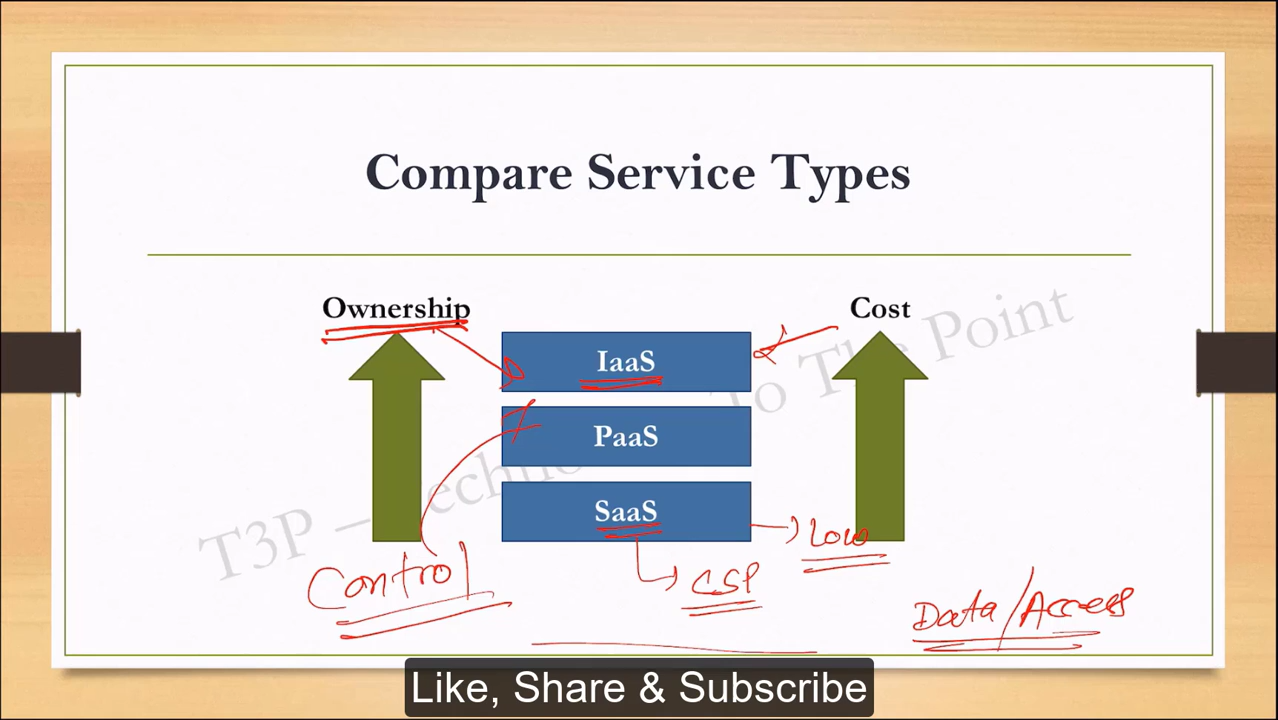 Compare Service Types
Ownership
Cost
IaaS
PaaS
SaaS
Low
Control
CSP
Data/Access
T3P – Technology To The Point
Like, Share & Subscribe